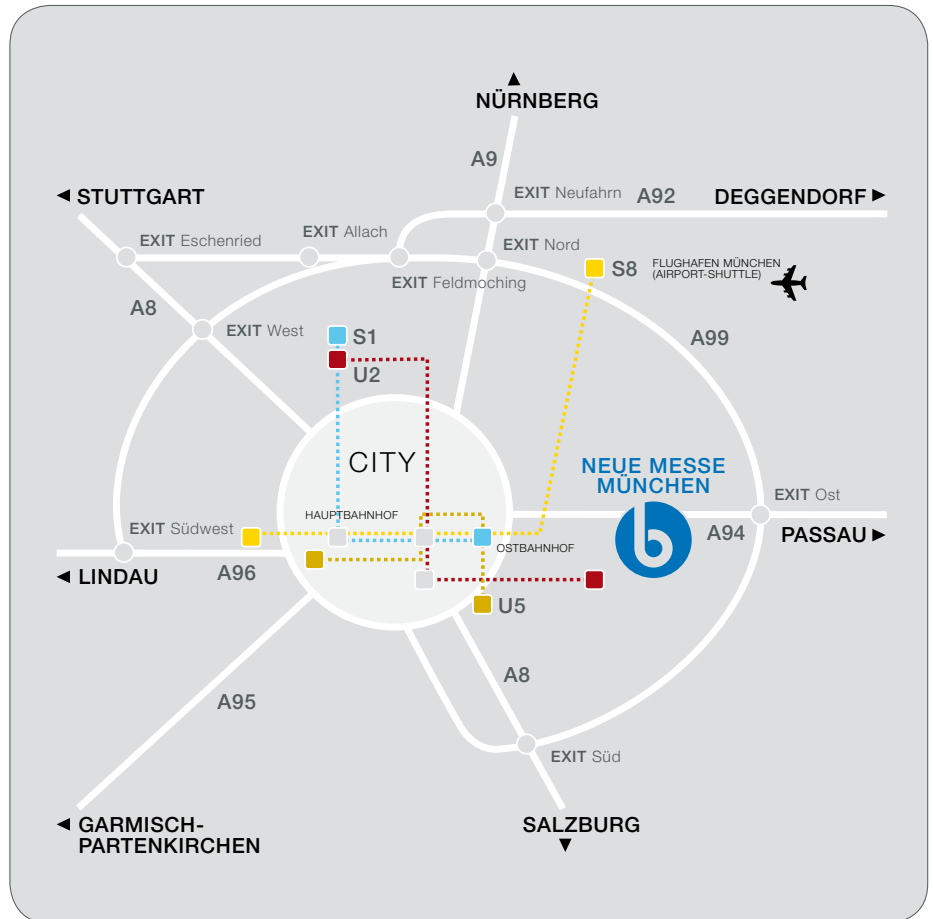 NÜRNBERG
A9
STUTTGART
EXIT Neufahrn
A92
DEGGENDORF
EXIT Eschenried
EXIT Allach
EXIT Nord
S8
FLUGHAFEN MÜNCHEN
(AIRPORT-SHUTTLE)
EXIT Feldmoching
A8
EXIT West
S1
U2
A99
CITY
NEUE MESSE
MÜNCHEN
b
HAUPTBAHNHOF
EXIT Südwest
EXIT Ost
A94
PASSAU
OSTBAHNHOF
LINDAU
A96
U5
A8
A95
EXIT Süd
GARMISCH-
PARTENKIRCHEN
SALZBURG